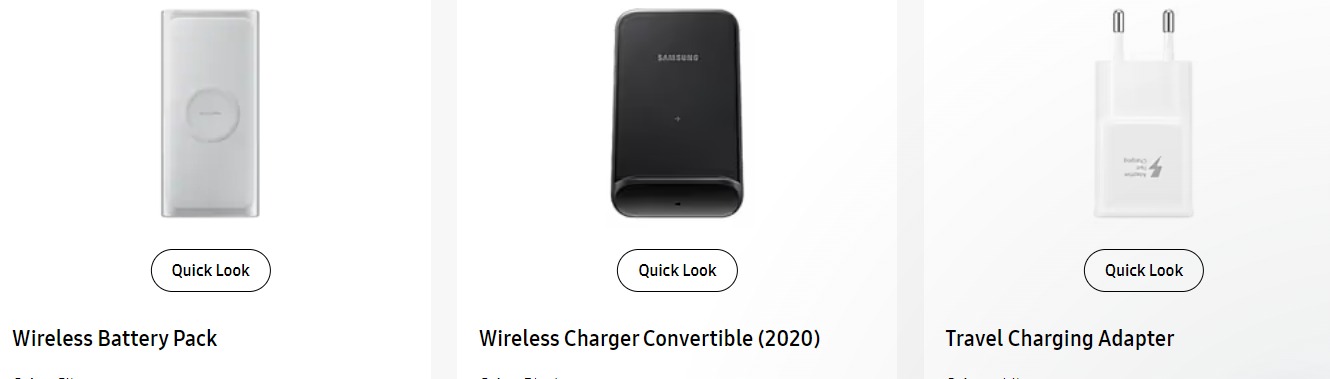 SAMSUNG
Adaptive
Fast
Charging
Quick Look
Quick Look
Quick Look
Wireless Battery Pack
Wireless Charger Convertible (2020)
Travel Charging Adapter